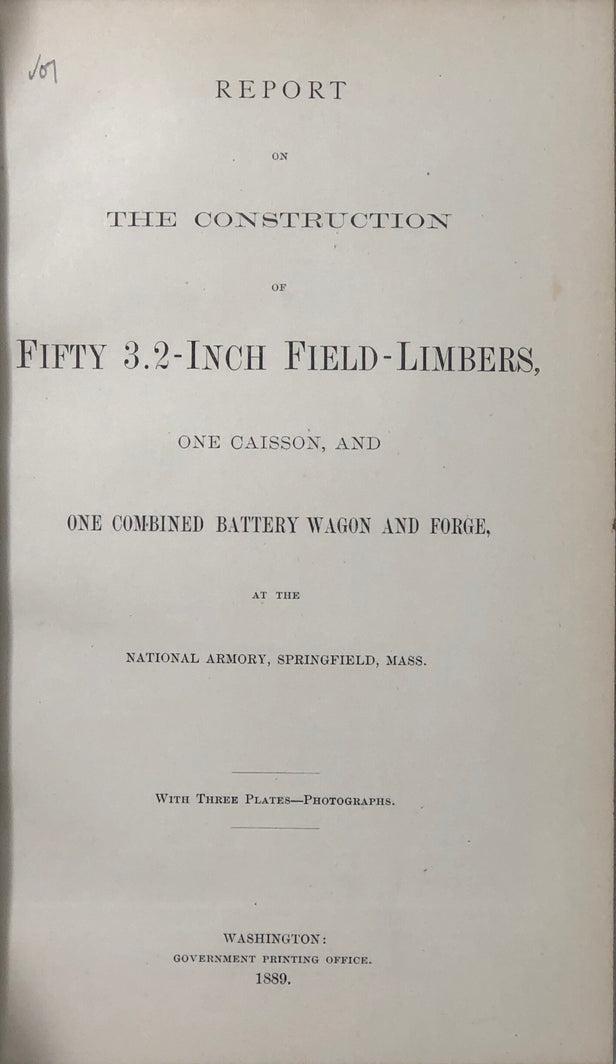 REPORT
ON
THE CONSTRUCTION
OF
FIFTY 3.2-INCH FIELD-LIMBERS,
ONE CAISSON, AND
ONE COMBINED BATTERY WAGON AND FORGE,
AT THE
NATIONAL ARMORY, SPRINGFIELD, MASS.
WITH THREE PLATES—PHOTOGRAPHS.
WASHINGTON:
GOVERNMENT PRINTING OFFICE.
1889.